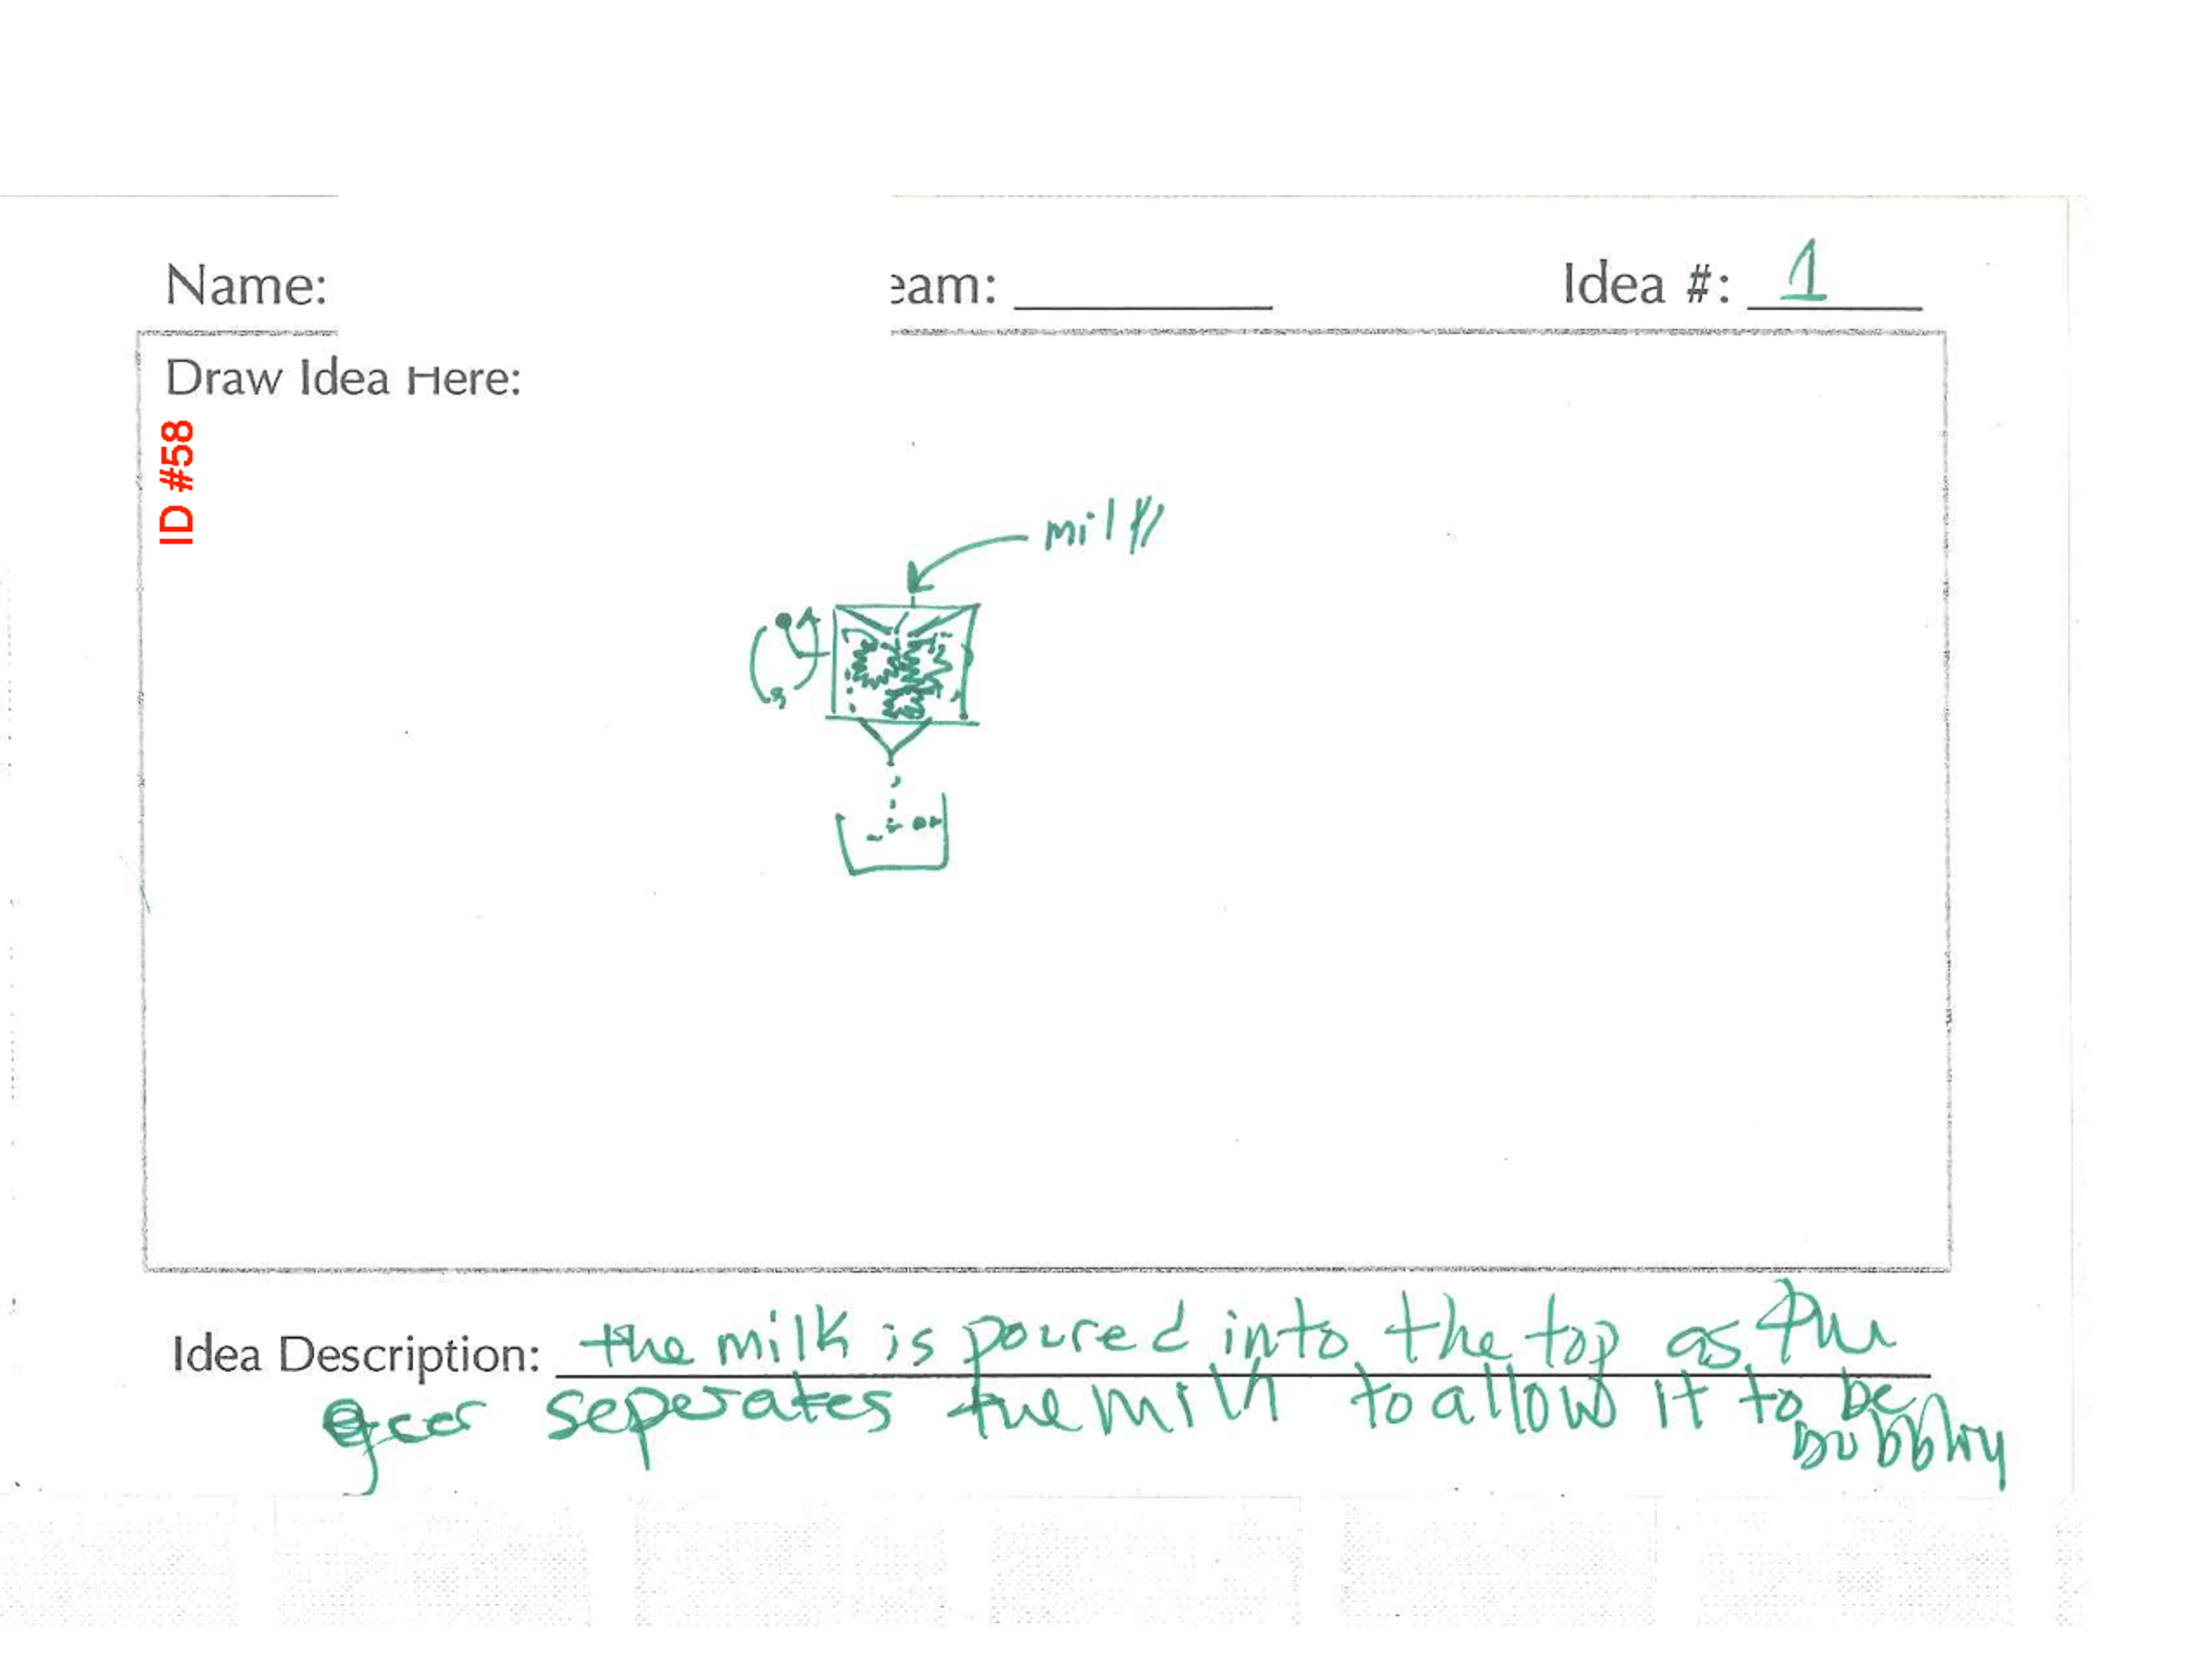 Name: eam: Idea #: 1
Draw Idea Here:
ID #58
milk
Idea Description: the milk is poured into the top as the
gear seperates the milk to allow it to be
bubbly